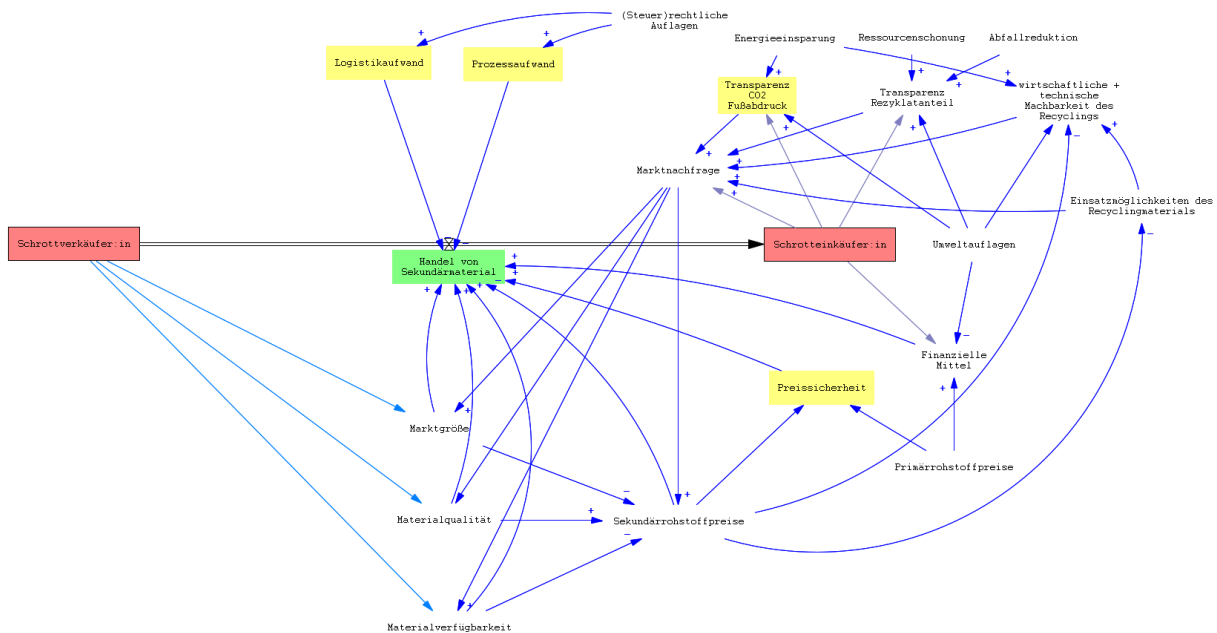 (Steuer)rechtliche
Auflagen
Energieeinsparung
Ressourcenschonung
Abfallreduktion
Logistikaufwand
Prozessaufwand
Transparenz
CO2
Fußabdruck
Transparenz
Rezyklatanteil
wirtschaftliche +
technische
Machbarkeit des
Recyclings
Marktnachfrage
Einsatzmöglichkeiten des
Recyclingmaterials
Schrottverkäufer:in
Schrotteinkäufer:in
Umweltauflagen
Handel von
Sekundärmaterial
Finanzielle
Mittel
Preissicherheit
Marktgröße
Primärrohstoffpreise
Materialqualität
Sekundärrohstoffpreise
Materialverfügbarkeit